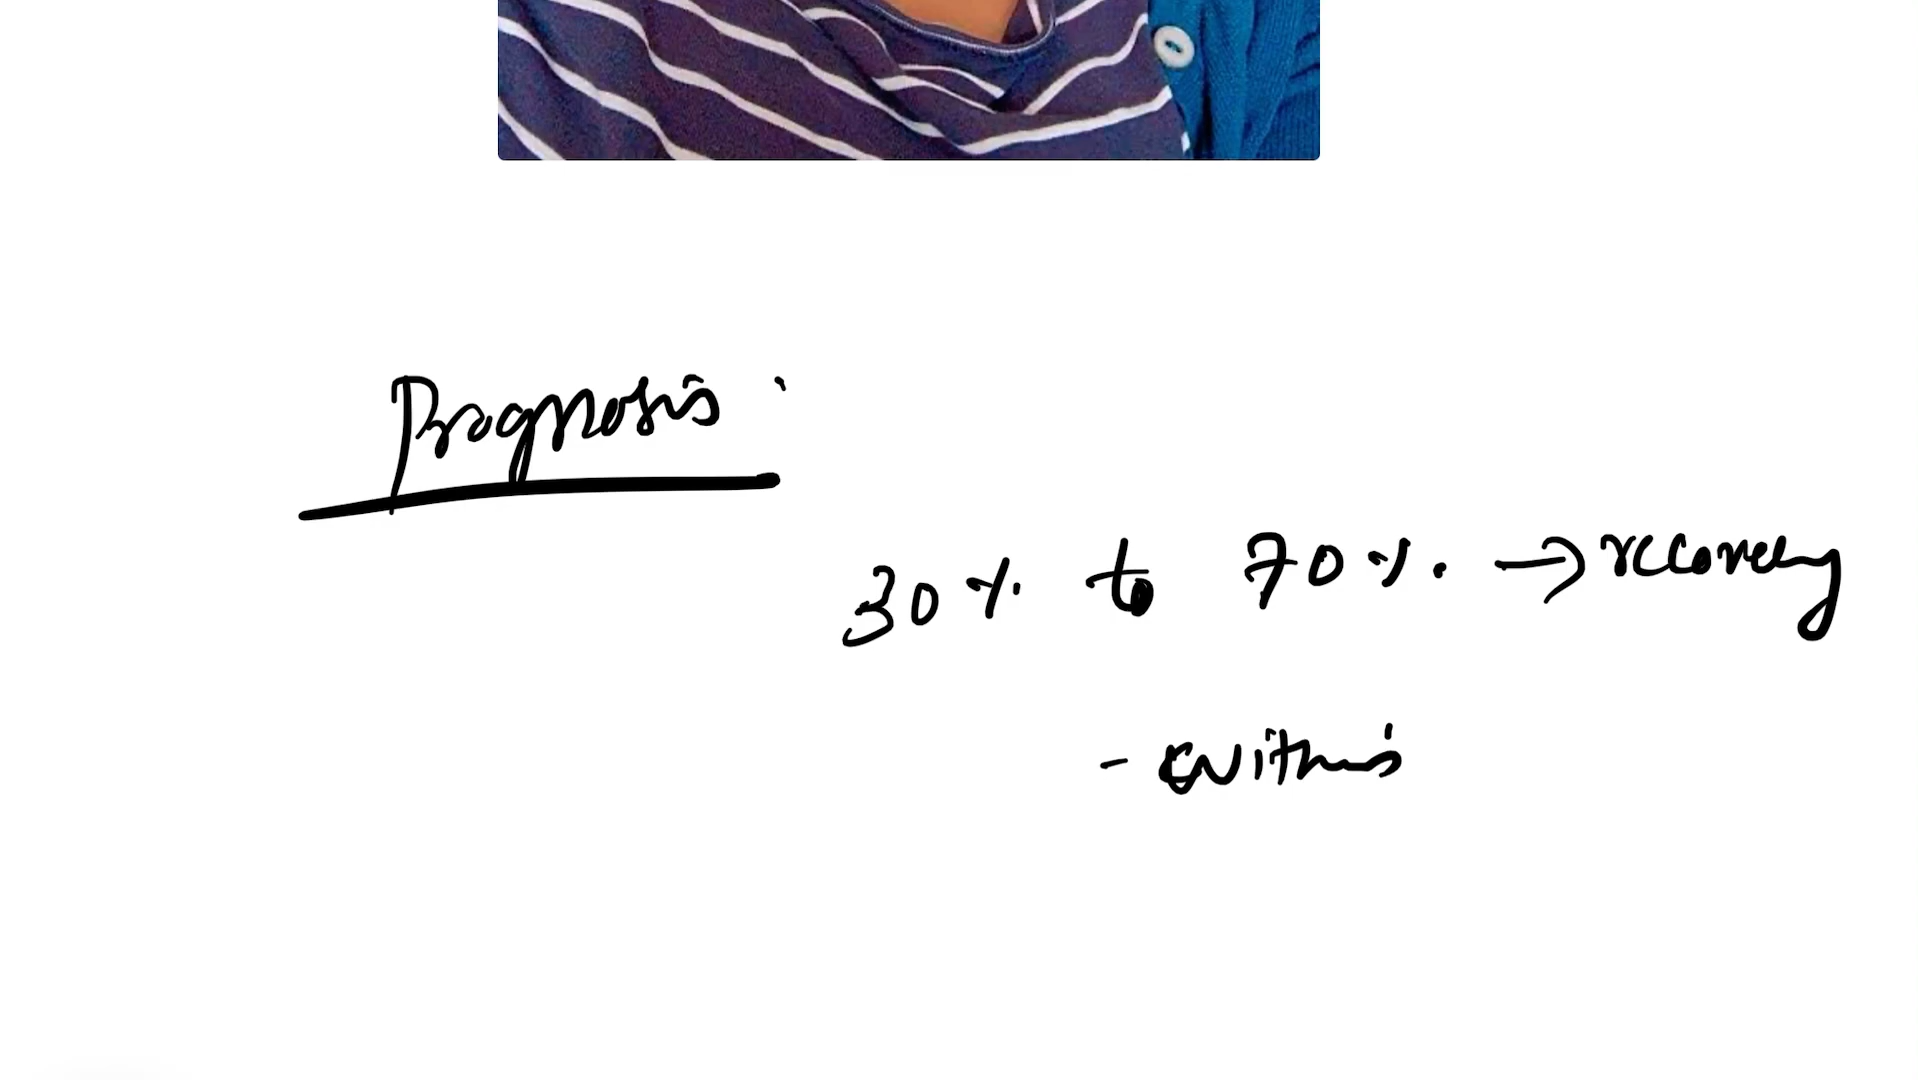 Prognosis
30% to 70%. → recovery
- within